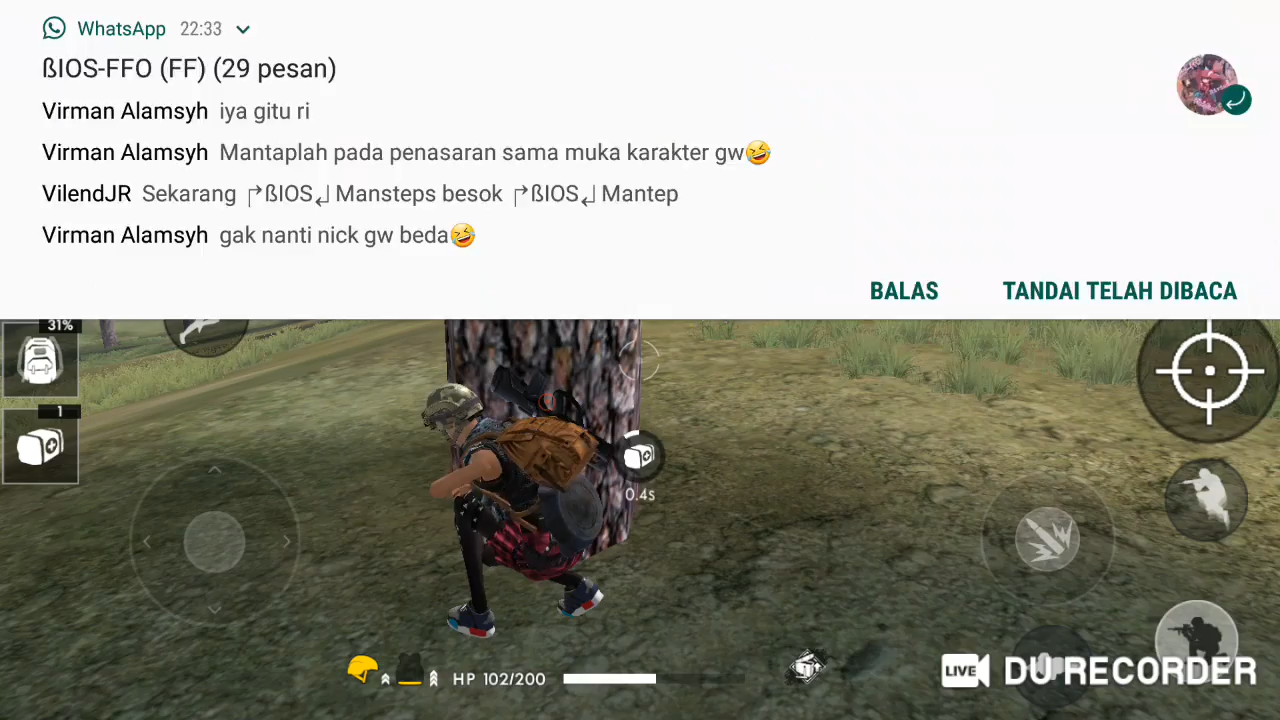 WhatsApp 22:33
ßIOS-FFO (FF) (29 pesan)
Virman Alamsyh iya gitu ri
Virman Alamsyh Mantaplah pada penasaran sama muka karakter gw🤣
VilendJR Sekarang ┌↱ßIOS↲┘Mansteps besok ┌↱ßIOS↲┘Mantep
Virman Alamsyh gak nanti nick gw beda🤣
BALAS TANDAI TELAH DIBACA
31%
1
0.4s
HP 102/200
LIVE DU RECORDER